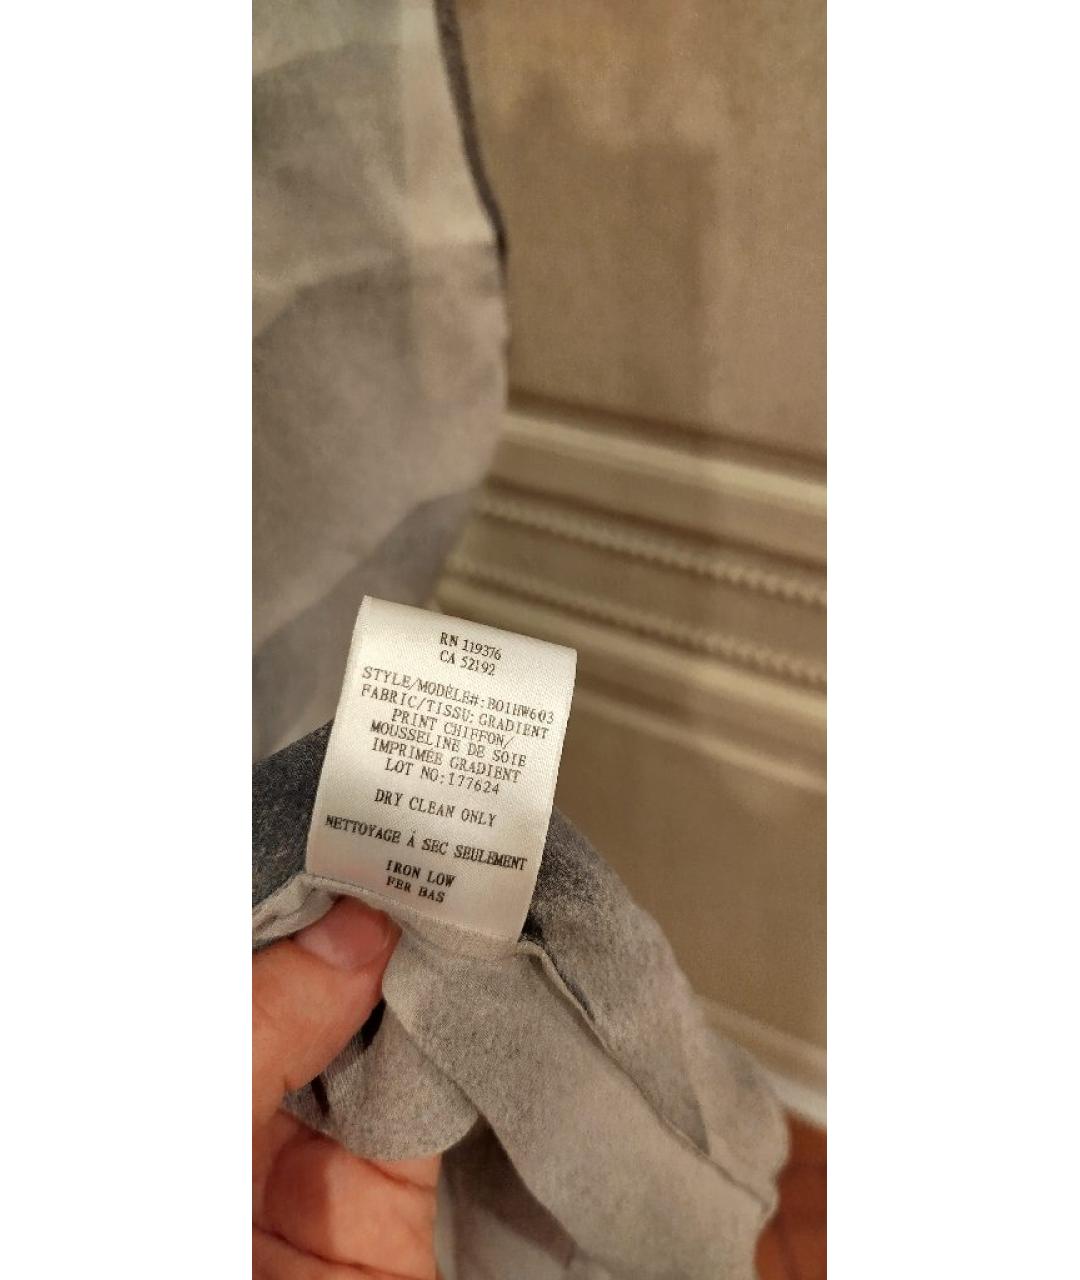 RN 119376
CA 52192
STYLE/MODÈLE#:B01HW603
FABRIC/TISSU: GRADIENT
PRINT CHIFFON/
MOUSSELINE DE SOIE
IMPRIMÉE GRADIENT
LOT NO:177624
DRY CLEAN ONLY
NETTOYAGE À SEC SEULEMENT
IRON LOW
FER BAS